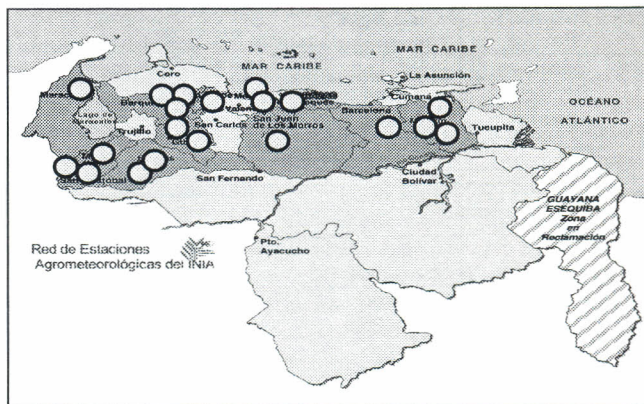 MAR CARIBE
MAR CARIBE
Coro
La Asunción
OCÉANO
ATLÁNTICO
Cumaná
Barcelona
Lago de
Maracaibo
Trujillo
San Carlos
San Juan
de Los Morros
Tucupita
San Fernando
Ciudad
Bolívar
GUAYANA
ESEQUIBA
Zona
en
Reclamación
Pto.
Ayacucho
Red de Estaciones
Agrometeorológicas del INIA